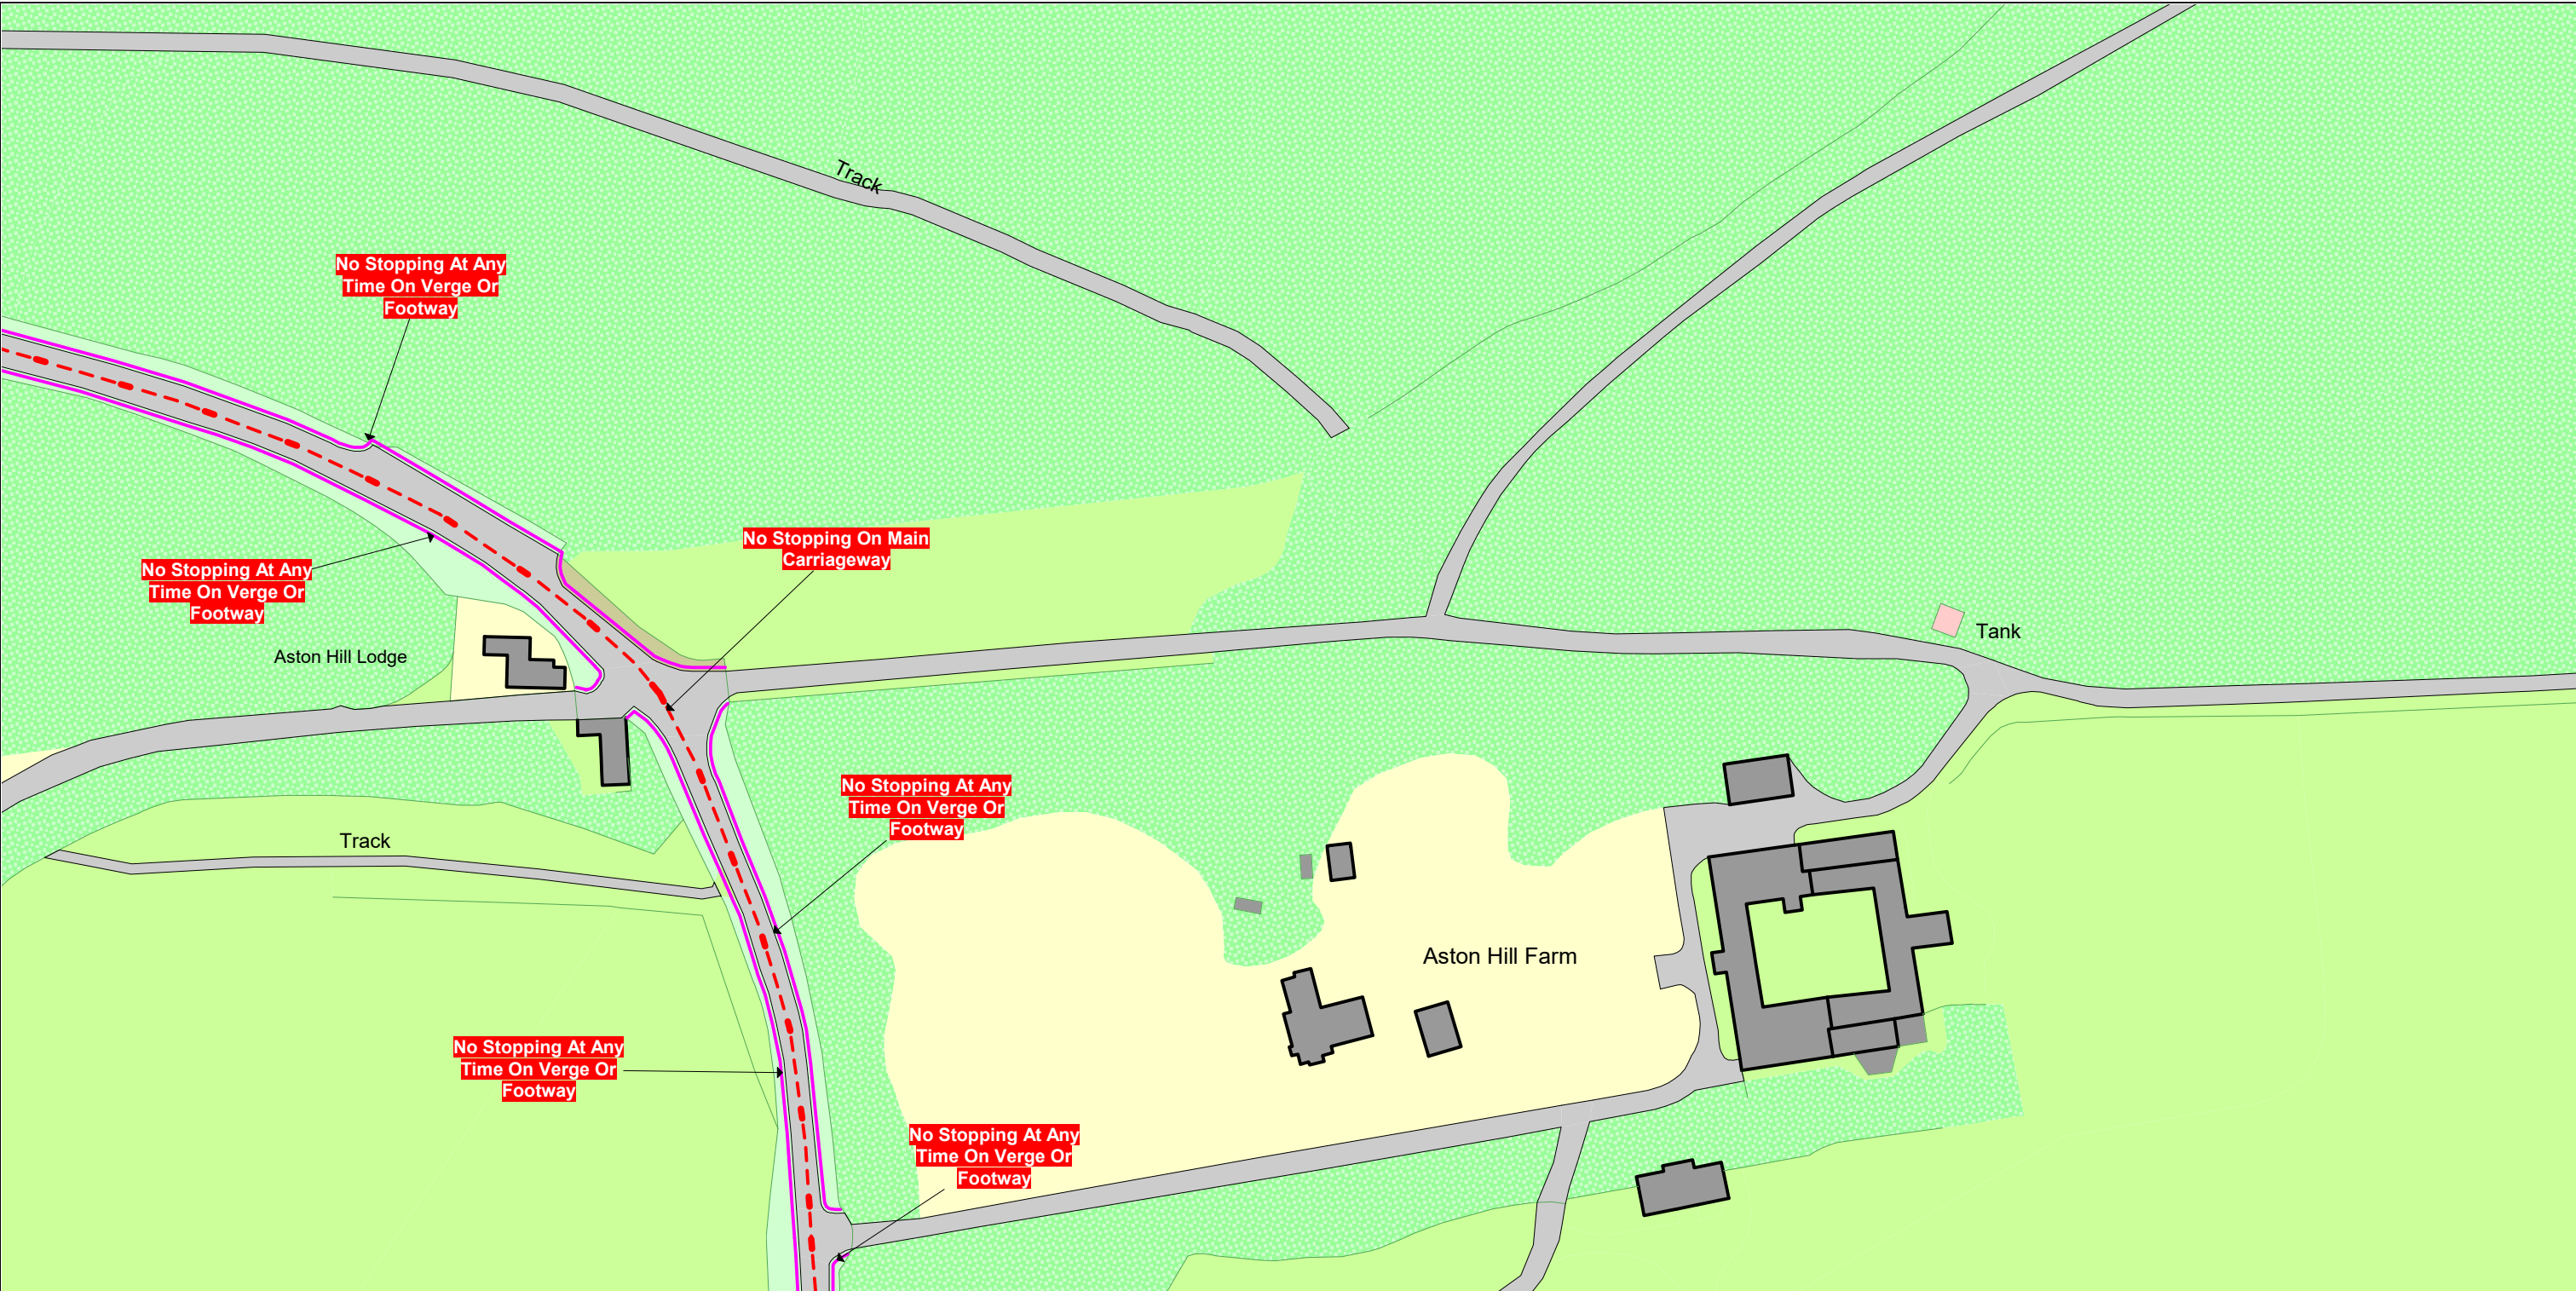 Track
No Stopping At Any
Time On Verge Or
Footway
No Stopping On Main
Carriageway
No Stopping At Any
Time On Verge Or
Footway
Tank
Aston Hill Lodge
No Stopping At Any
Time On Verge Or
Footway
Track
Aston Hill Farm
No Stopping At Any
Time On Verge Or
Footway
No Stopping At Any
Time On Verge Or
Footway